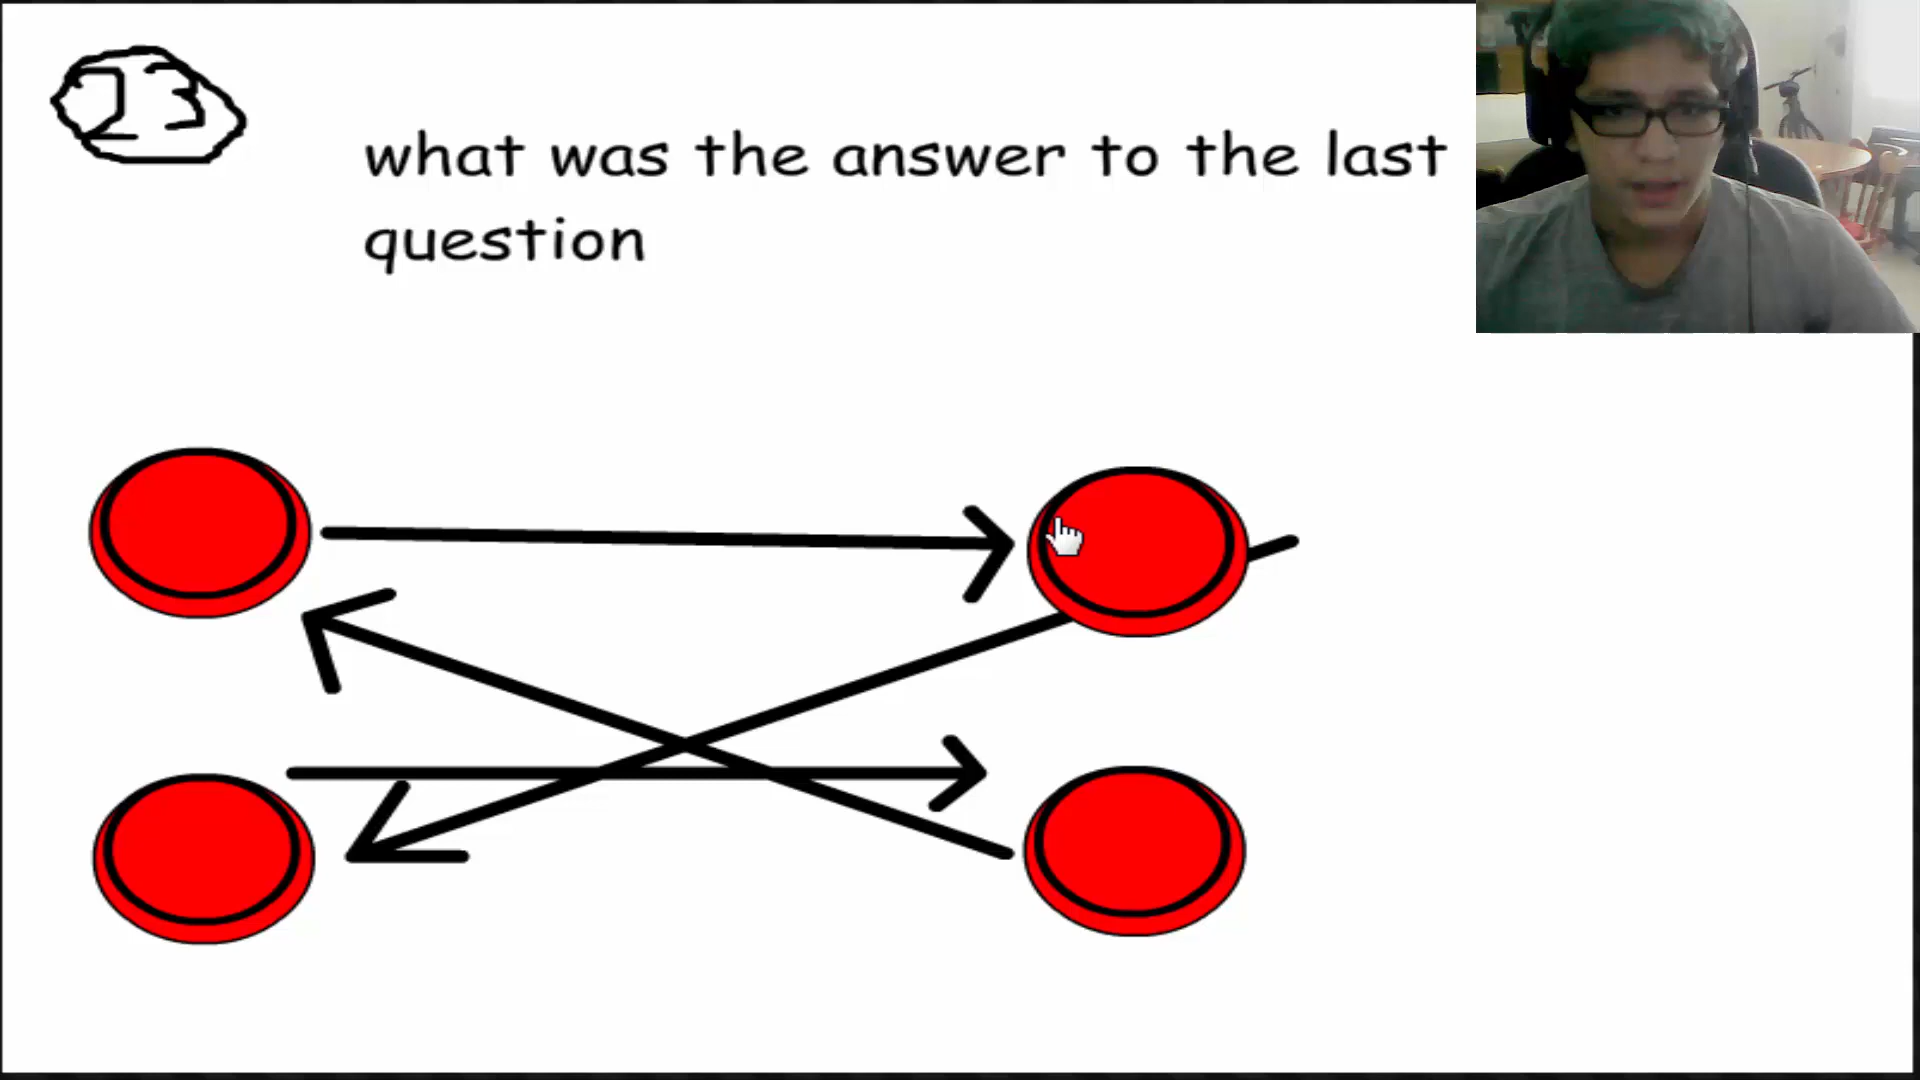 23
what was the answer to the last
question